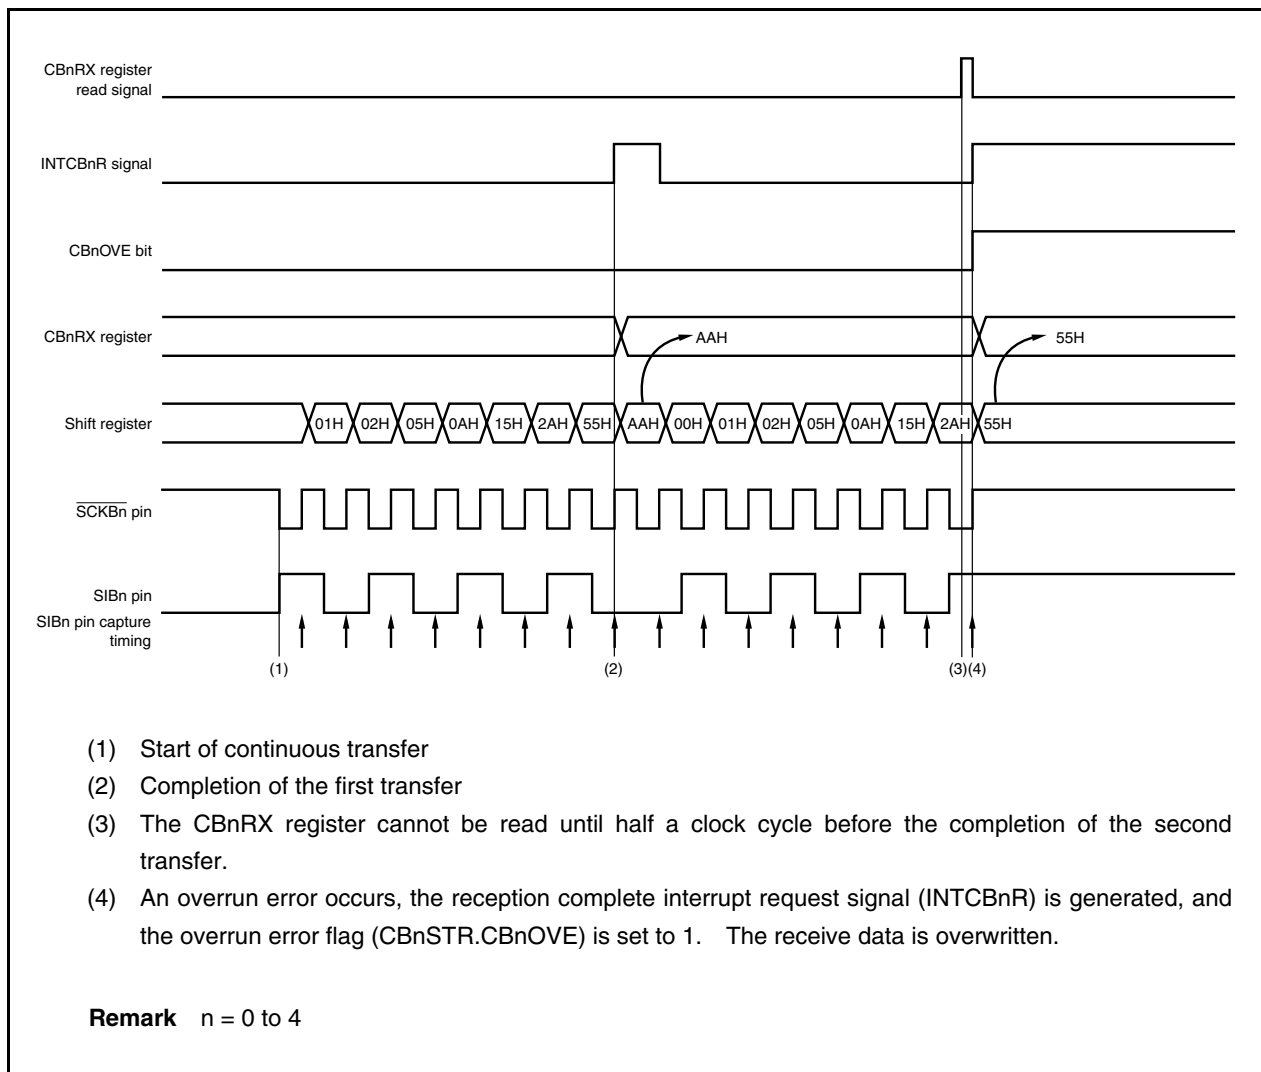 CBnRX register
read signal
INTCBnR signal
CBnOVE bit
CBnRX register
AAH
55H
Shift register
01H 02H 05H 0AH 15H 2AH 55H AAH 00H 01H 02H 05H 0AH 15H 2AH 55H
SCKBn pin
SIBn pin
SIBn pin capture
timing
(1) (2) (3) (4)
(1) Start of continuous transfer
(2) Completion of the first transfer
(3) The CBnRX register cannot be read until half a clock cycle before the completion of the second
transfer.
(4) An overrun error occurs, the reception complete interrupt request signal (INTCBnR) is generated, and
the overrun error flag (CBnSTR.CBnOVE) is set to 1. The receive data is overwritten.
Remark n = 0 to 4